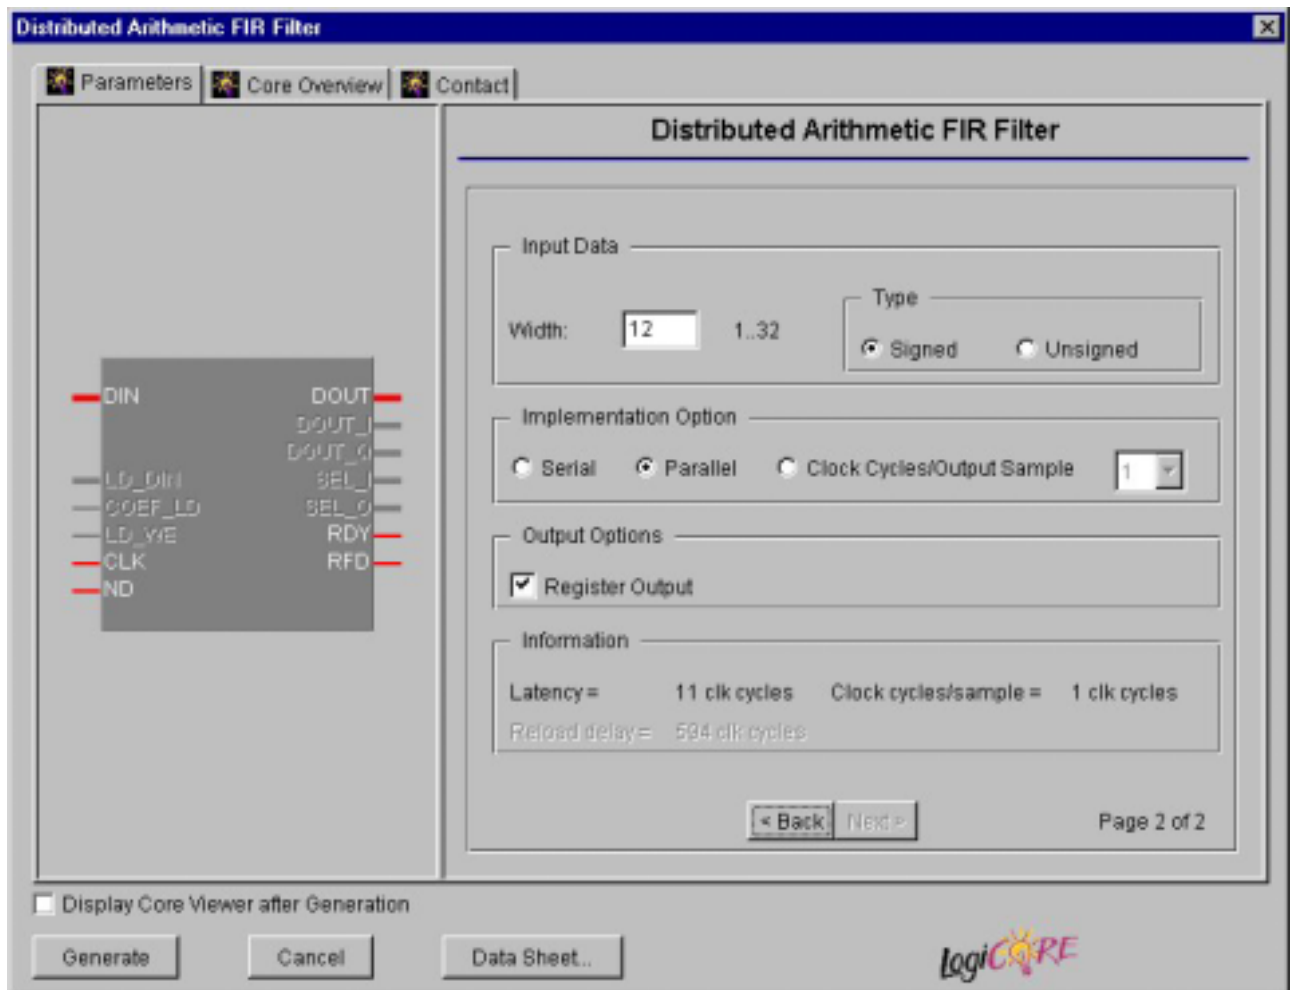 Distributed Arithmetic FIR Filter
Parameters Core Overview Contact
Distributed Arithmetic FIR Filter
Input Data
Type
Width: 12 1..32
Signed Unsigned
DIN DOUT
DOUT_I
Implementation Option
DOUT_Q
Serial Parallel Clock Cycles/Output Sample 1
LD_DIN SEL_I
COEF_LD SEL_O
LD_WE RDY
Output Options
CLK RFD
ND
Register Output
Information
Latency = 11 clk cycles Clock cycles/sample = 1 clk cycles
Reload delay = 594 clk cycles
< Back Next > Page 2 of 2
Display Core Viewer after Generation
Generate Cancel Data Sheet...
LogiCORE